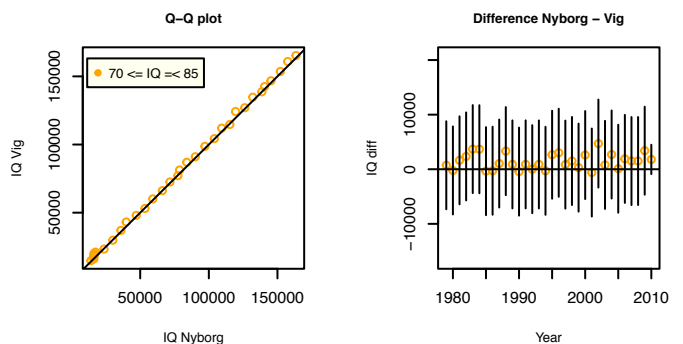 Q−Q plot
70 <= IQ =< 85
IQ Vig
50000 100000 150000
50000 100000 150000
IQ Nyborg
Difference Nyborg − Vig
IQ diff
−10000 0 10000
1980 1990 2000 2010
Year